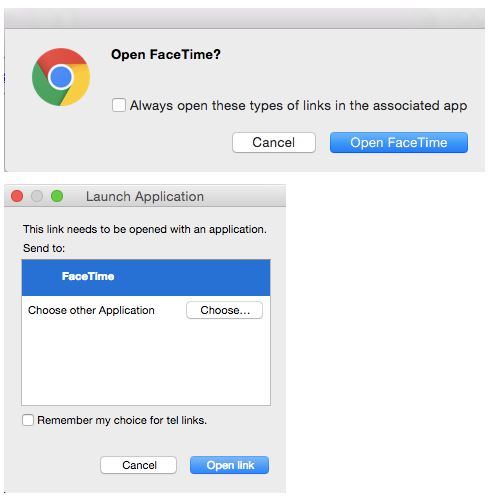 Open FaceTime?
Always open these types of links in the associated app
Cancel
Open FaceTime
Launch Application
This link needs to be opened with an application.
Send to:
FaceTime
Choose other Application
Choose...
Remember my choice for tel links.
Cancel
Open link